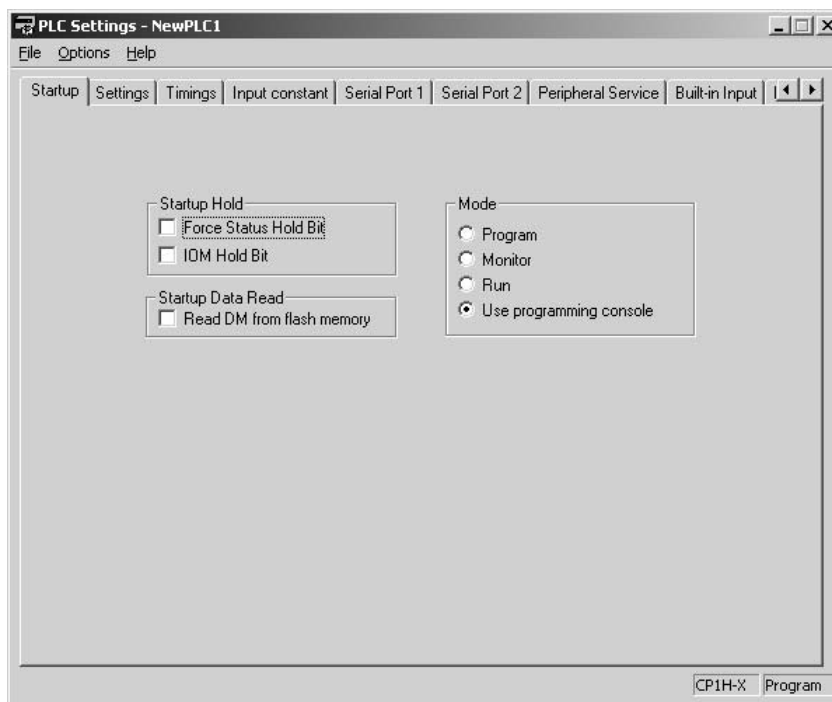 PLC Settings - NewPLC1
File Options Help
Startup Settings Timings Input constant Serial Port 1 Serial Port 2 Peripheral Service Built-in Input
Startup Hold
Force Status Hold Bit
IOM Hold Bit
Startup Data Read
Read DM from flash memory
Mode
Program
Monitor
Run
Use programming console
CP1H-X Program